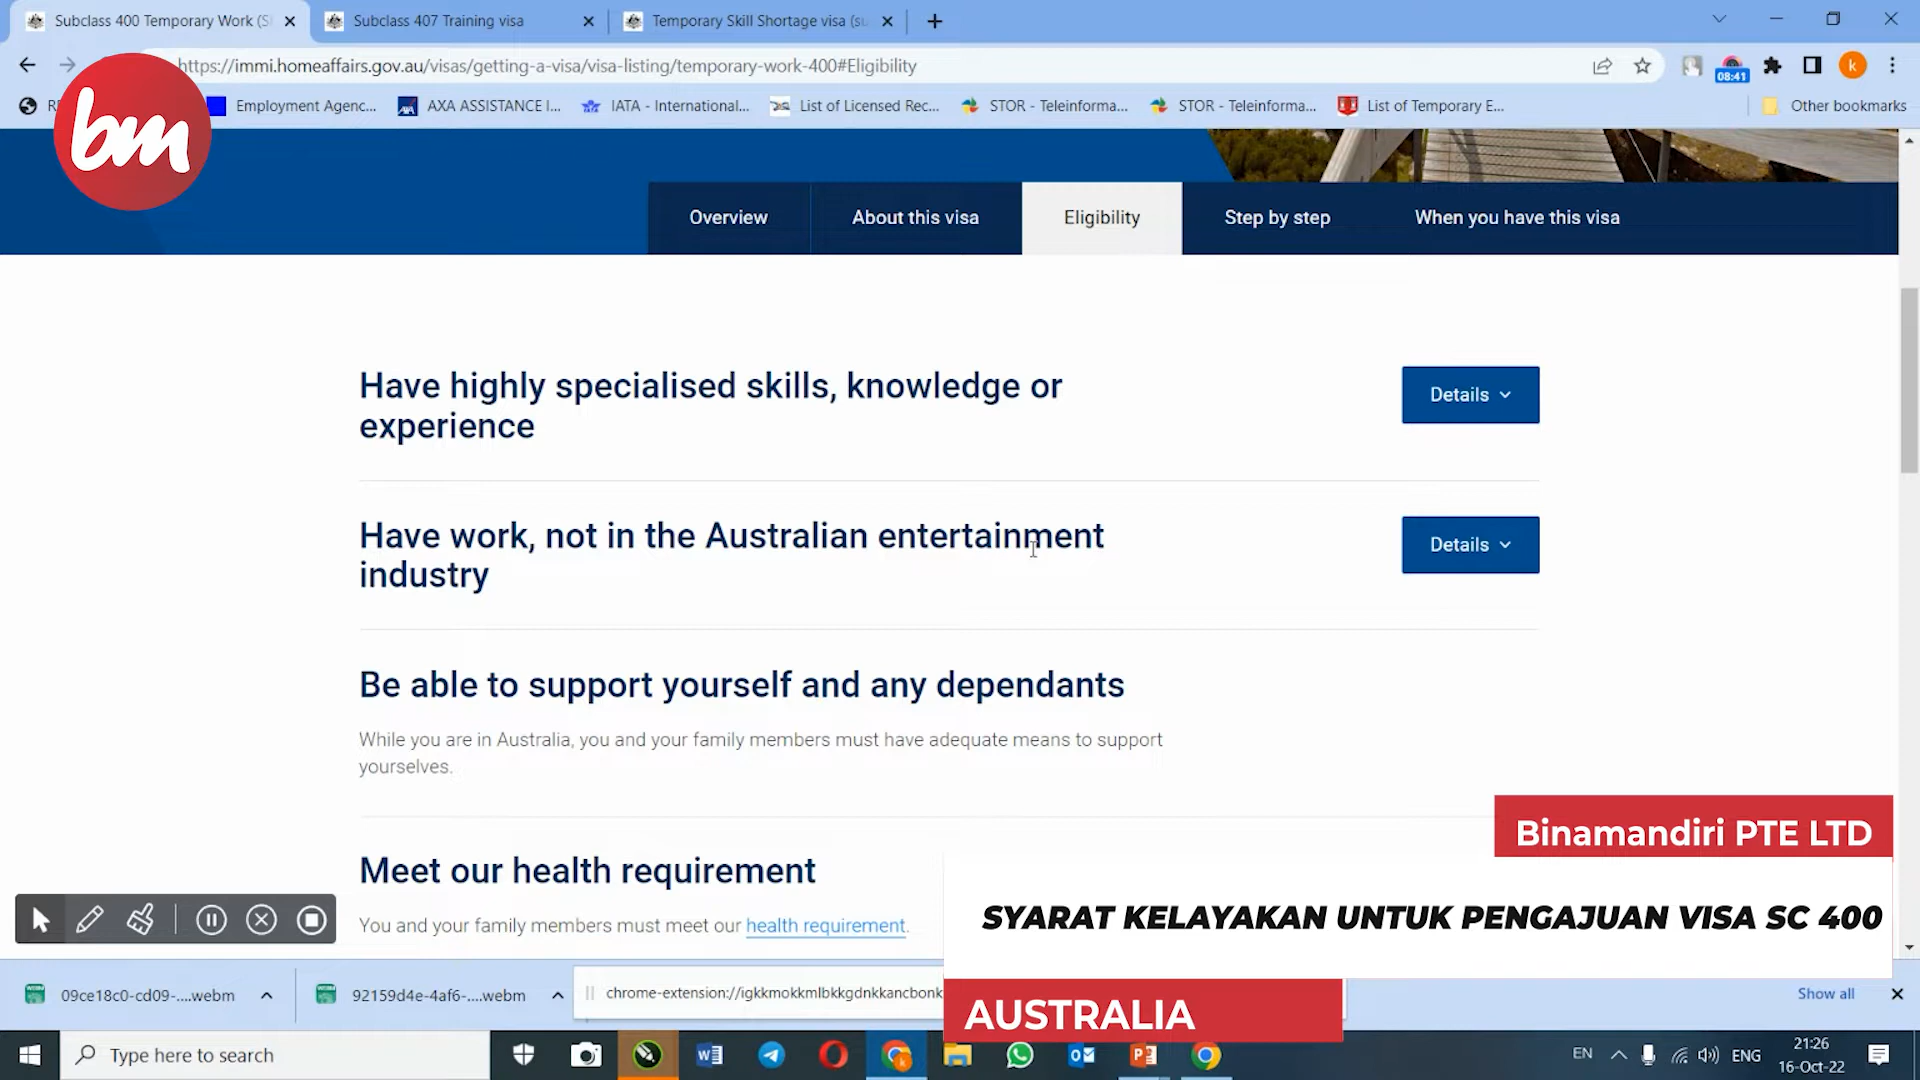 Subclass 400 Temporary Work (S
Subclass 407 Training visa
Temporary Skill Shortage visa (su
https://immi.homeaffairs.gov.au/visas/getting-a-visa/visa-listing/temporary-work-400#Eligibility
08:41
k
Employment Agenc...
AXA ASSISTANCE I...
IATA - International...
List of Licensed Rec...
STOR - Teleinforma...
STOR - Teleinforma...
List of Temporary E...
Other bookmarks
bm
Overview
About this visa
Eligibility
Step by step
When you have this visa
Have highly specialised skills, knowledge or
experience
Details
Have work, not in the Australian entertainment
industry
Details
Be able to support yourself and any dependants
While you are in Australia, you and your family members must have adequate means to support
yourselves.
Meet our health requirement
You and your family members must meet our health requirement.
Binamandiri PTE LTD
SYARAT KELAYAKAN UNTUK PENGAJUAN VISA SC 400
AUSTRALIA
09ce18c0-cd09-....webm
92159d4e-4af6-....webm
chrome-extension://igkkmokkmlbkkgdnkkancbonk
Show all
Type here to search
EN
ENG
21:26
16-Oct-22